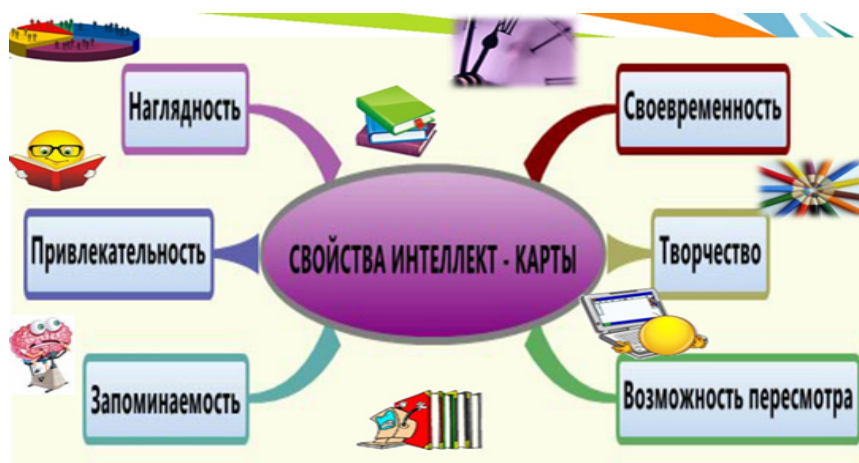 Наглядность
Своевременность
Привлекательность
СВОЙСТВА ИНТЕЛЛЕКТ - КАРТЫ
Творчество
Запоминаемость
Возможность пересмотра